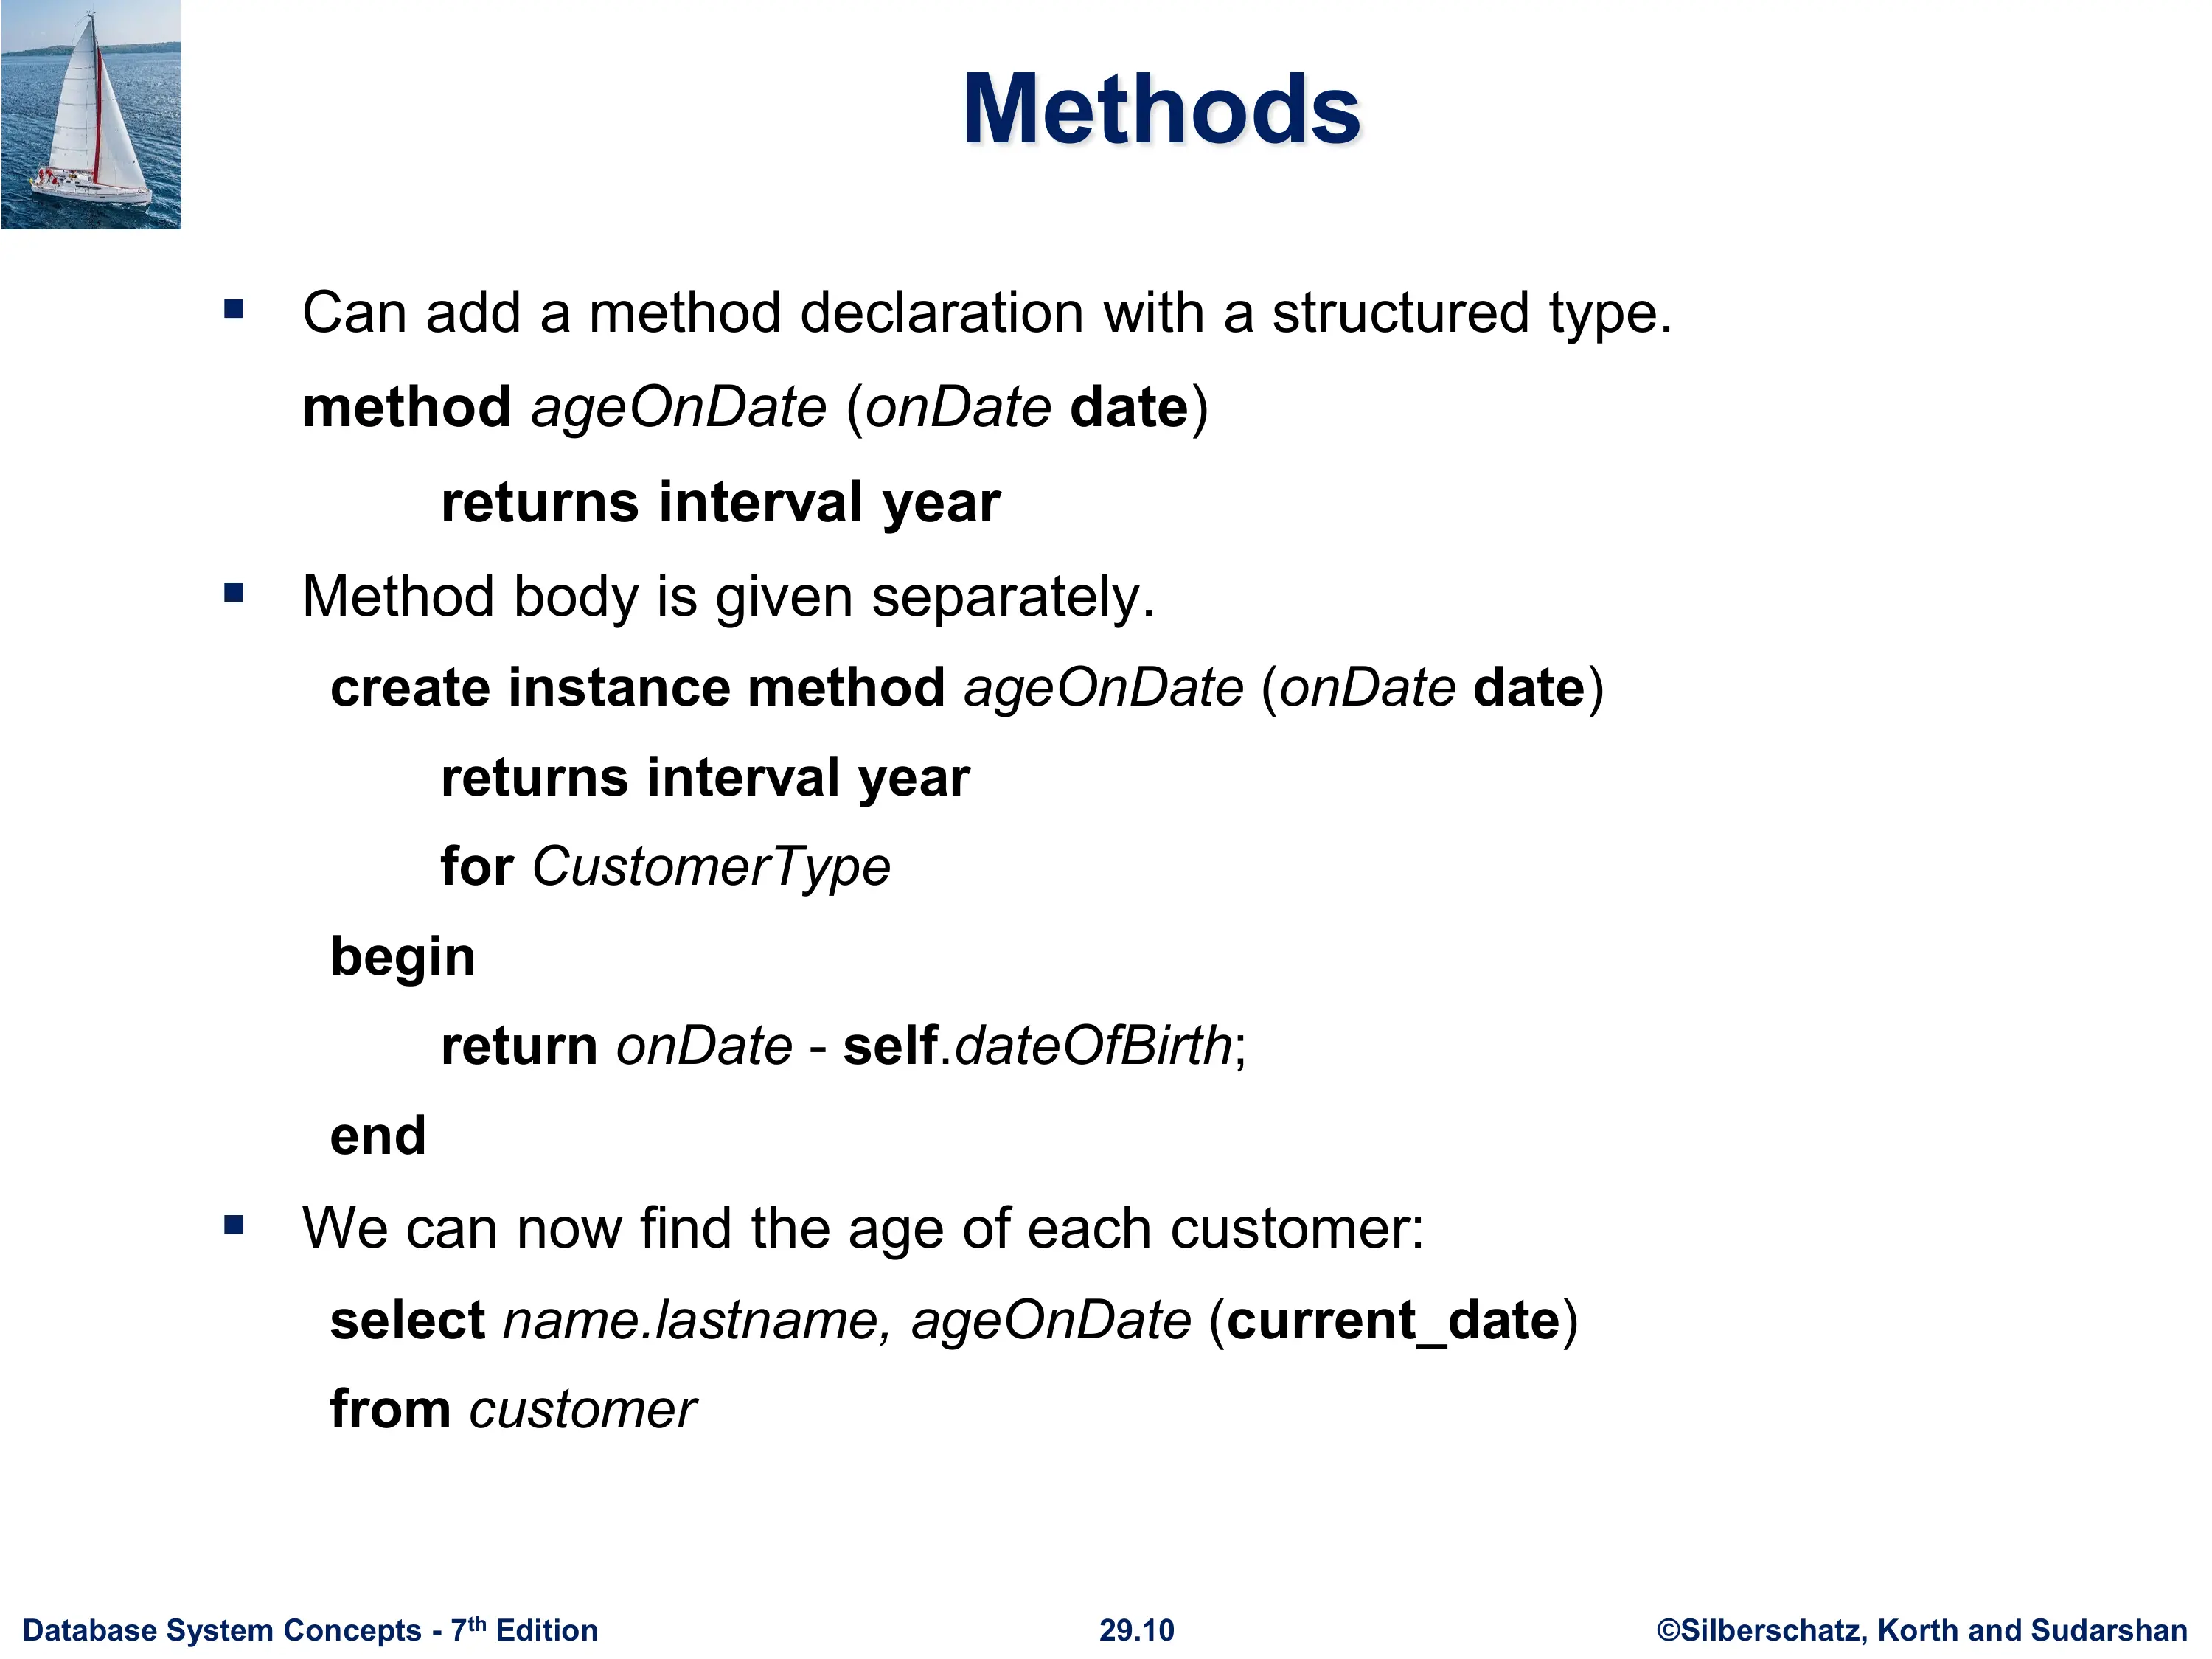 Methods
▪ Can add a method declaration with a structured type.
method ageOnDate (onDate date)
returns interval year
▪ Method body is given separately.
create instance method ageOnDate (onDate date)
returns interval year
for CustomerType
begin
return onDate - self.dateOfBirth;
end
▪ We can now find the age of each customer:
select name.lastname, ageOnDate (current_date)
from customer
Database System Concepts - 7th Edition 29.10 ©Silberschatz, Korth and Sudarshan